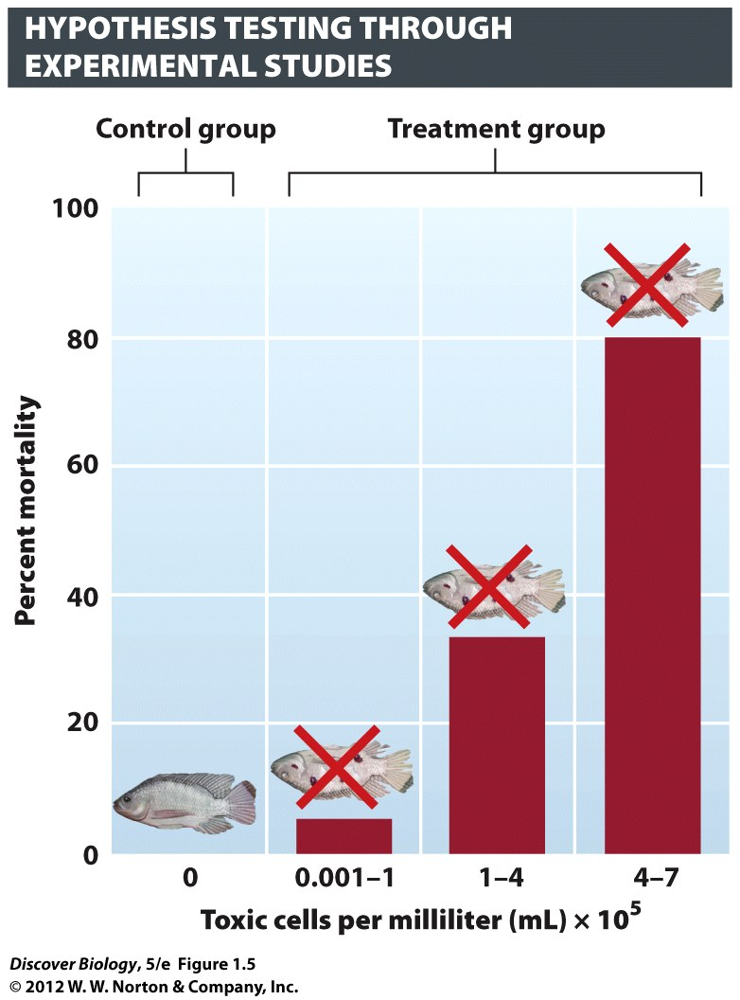 HYPOTHESIS TESTING THROUGH
EXPERIMENTAL STUDIES
Control group
Treatment group
100
80
60
40
20
0
Percent mortality
0
0.001–1
1–4
4–7
Toxic cells per milliliter (mL) × 10⁵
Discover Biology, 5/e Figure 1.5
© 2012 W. W. Norton & Company, Inc.